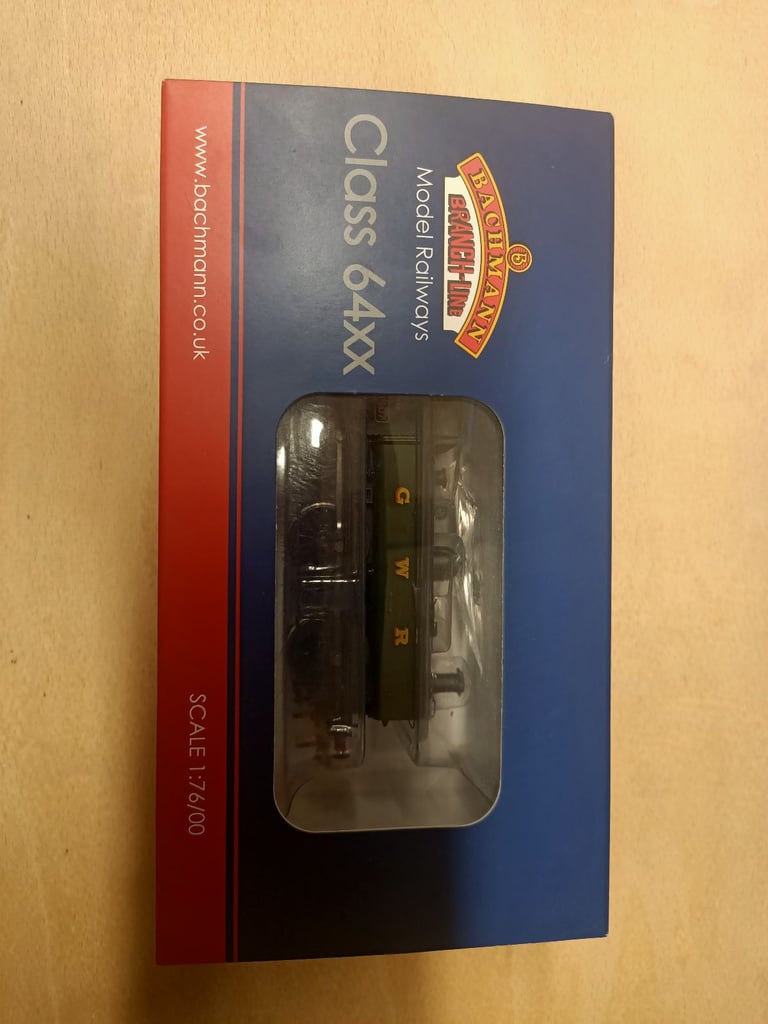 BACHMANN
BRANCH-LINE
Model Railways
Class 64XX
G W R
www.bachmann.co.uk
SCALE 1:76/00